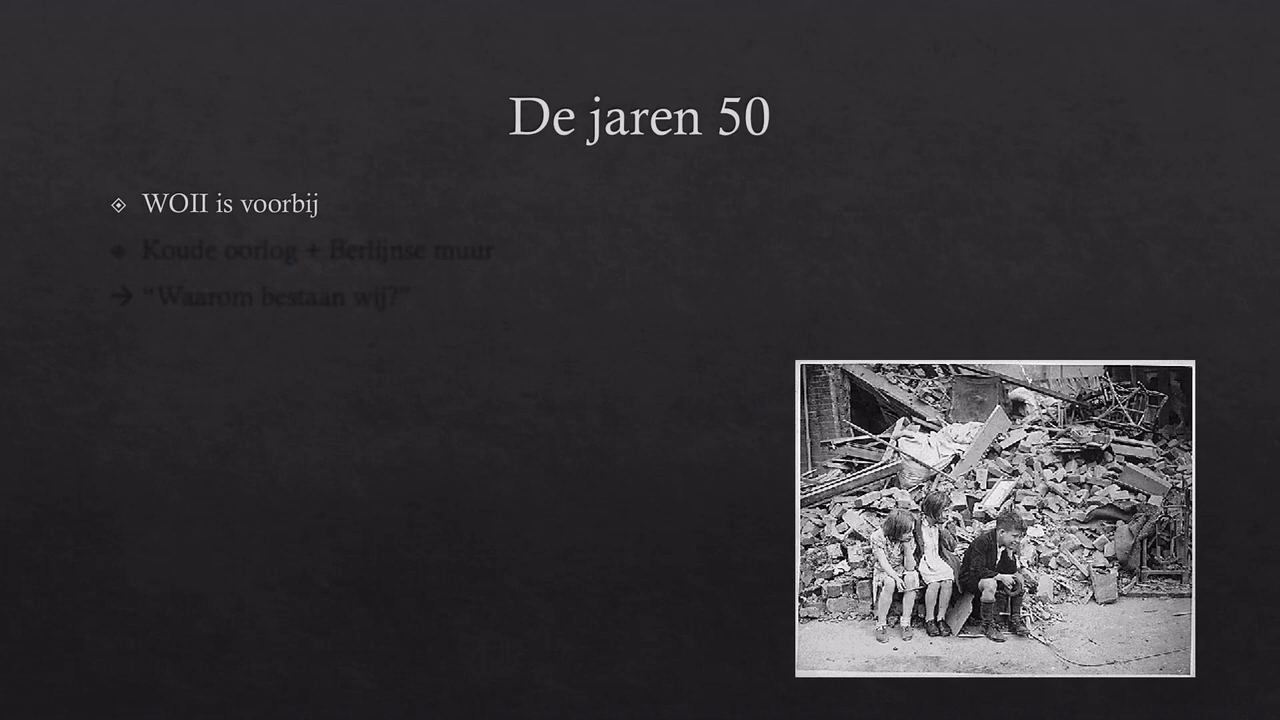 De jaren 50
WOII is voorbij
Koude oorlog + Berlijnse muur
→ “Waarom bestaan wij?”